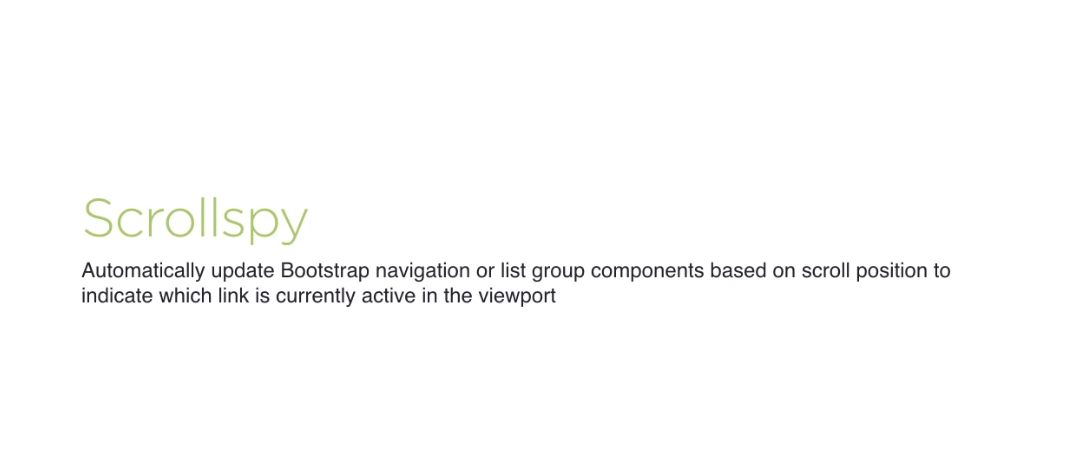 Scrollspy
Automatically update Bootstrap navigation or list group components based on scroll position to
indicate which link is currently active in the viewport